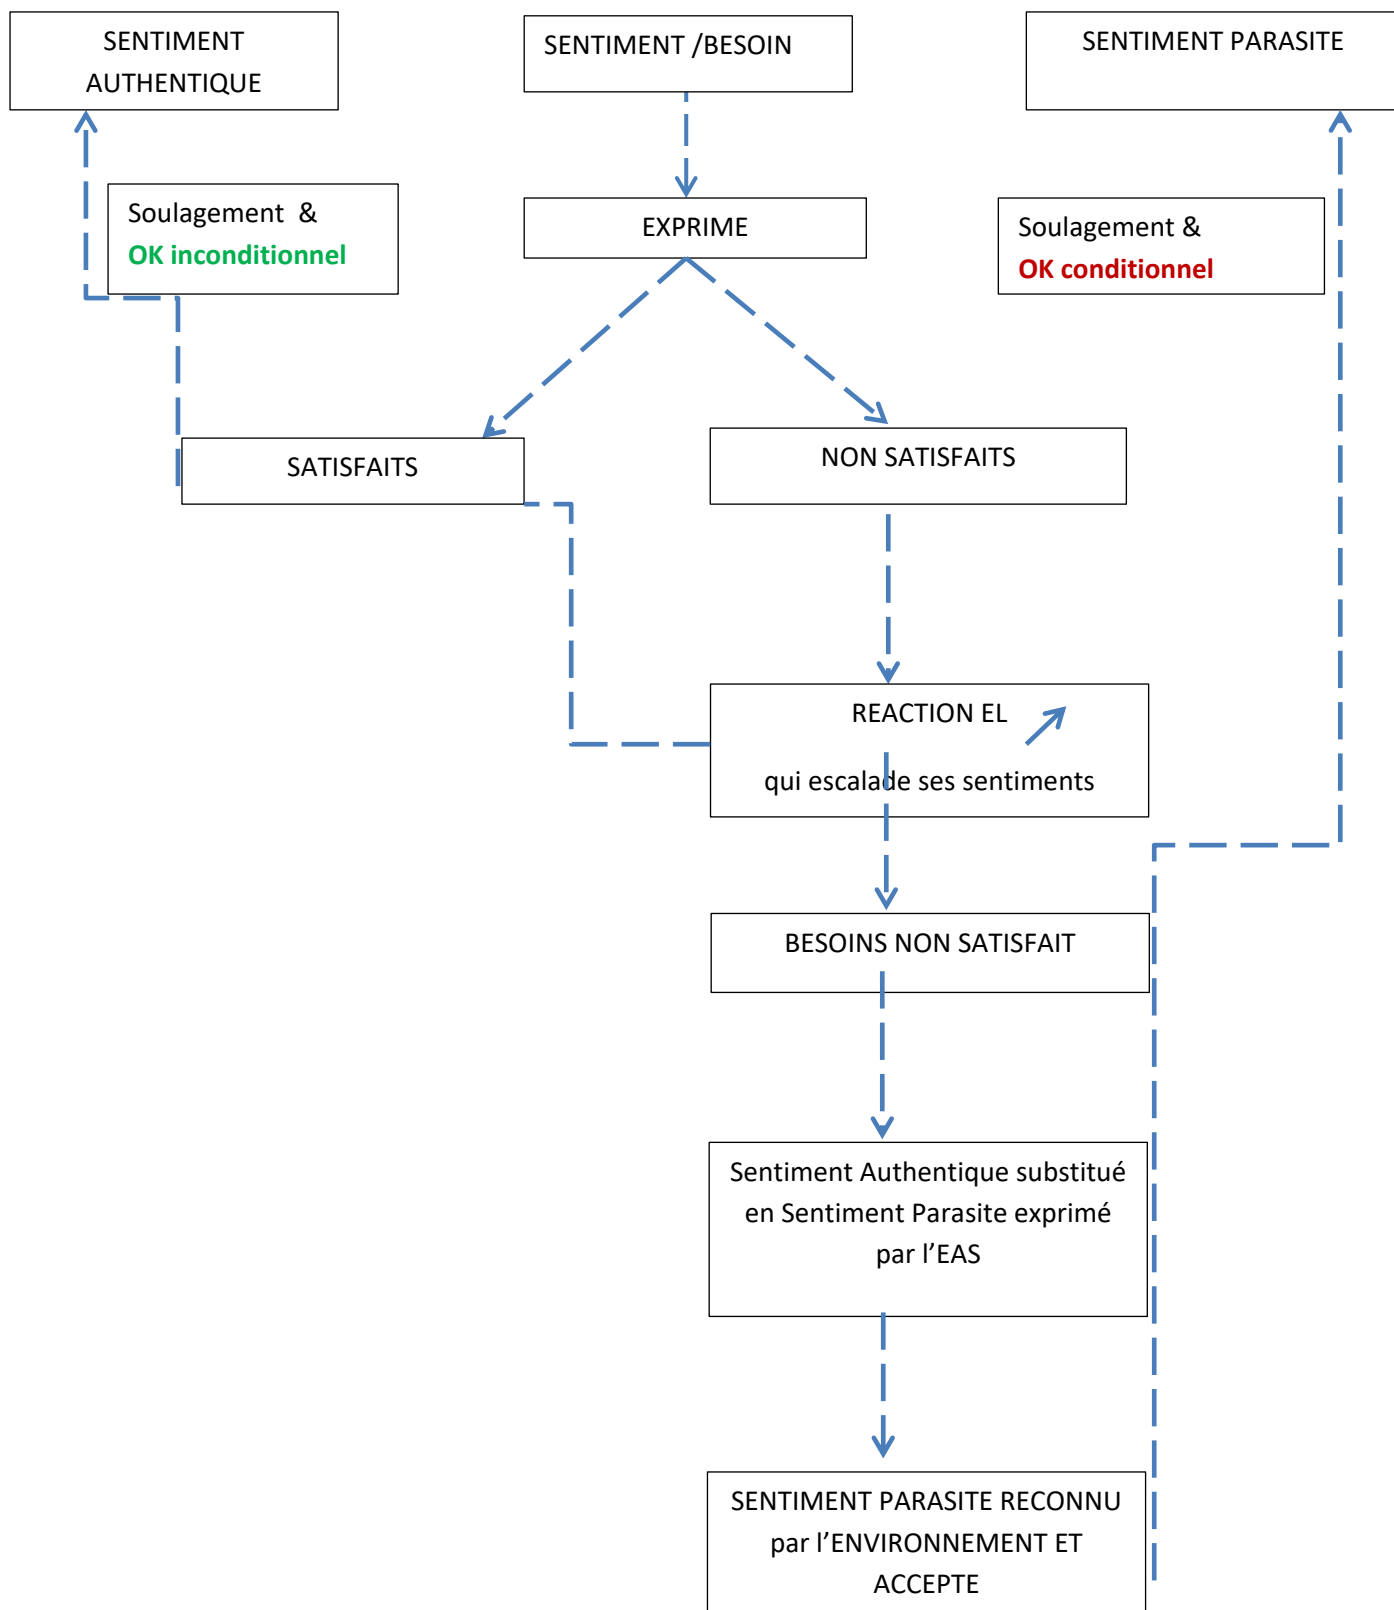 SENTIMENT
AUTHENTIQUE
SENTIMENT /BESOIN
SENTIMENT PARASITE
Soulagement &
OK inconditionnel
EXPRIME
Soulagement &
OK conditionnel
SATISFAITS
NON SATISFAITS
REACTION EL
qui escalade ses sentiments
BESOINS NON SATISFAIT
Sentiment Authentique substitué
en Sentiment Parasite exprimé
par l’EAS
SENTIMENT PARASITE RECONNU
par l’ENVIRONNEMENT ET
ACCEPTE